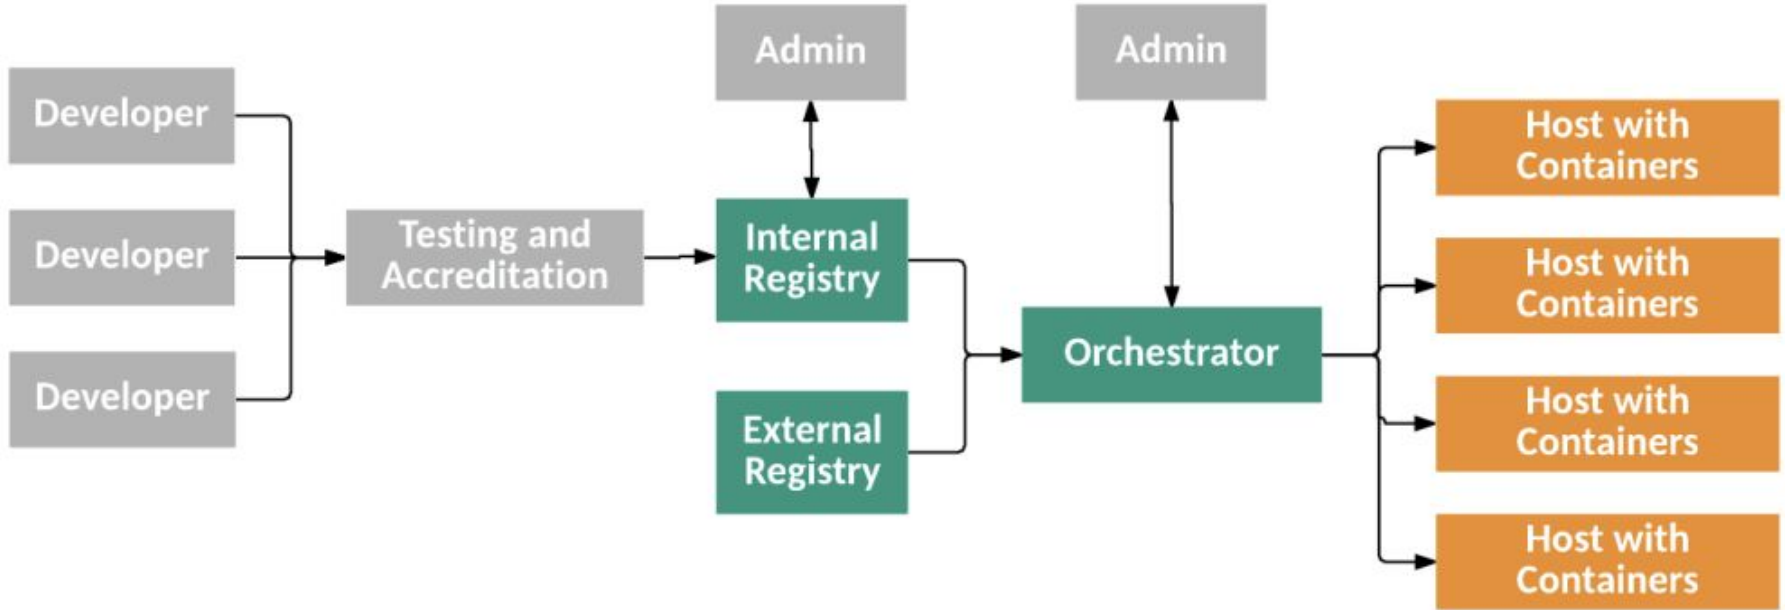 Developer
Developer
Developer
Testing and
Accreditation
Admin
Internal
Registry
External
Registry
Admin
Orchestrator
Host with
Containers
Host with
Containers
Host with
Containers
Host with
Containers